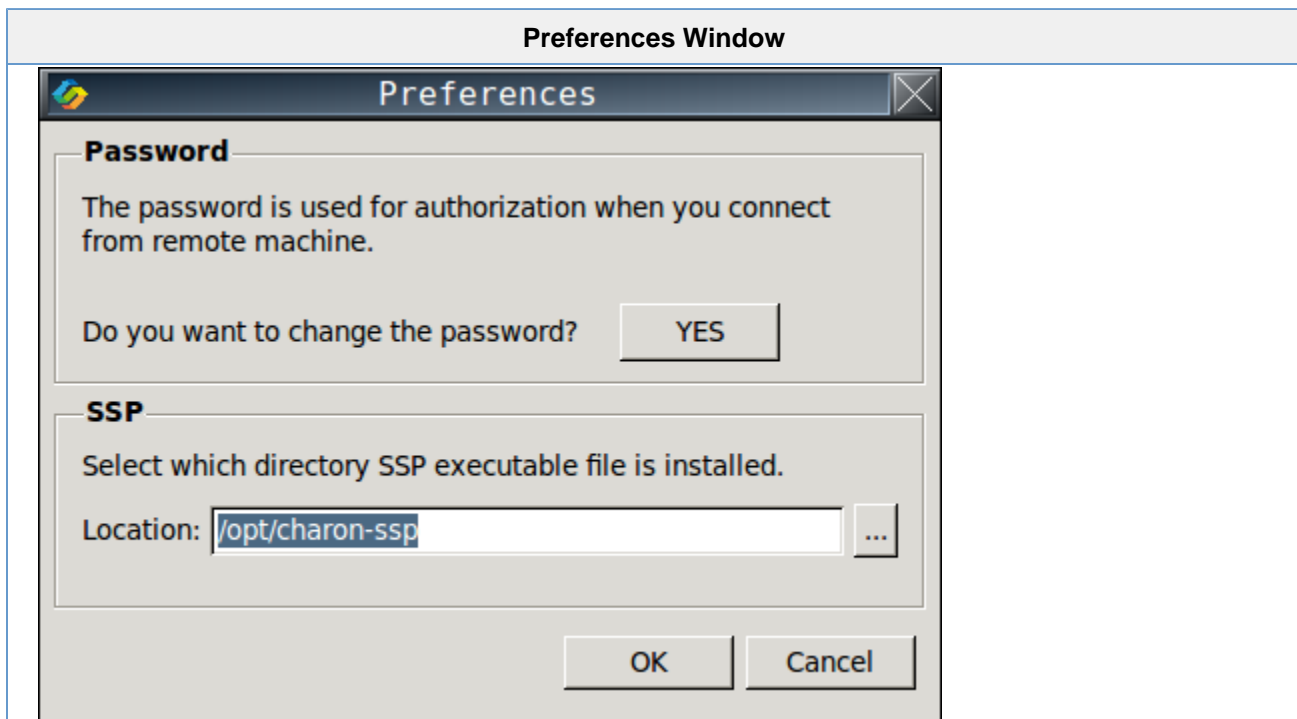 Preferences Window
Preferences
Password
The password is used for authorization when you connect
from remote machine.
Do you want to change the password? YES
SSP
Select which directory SSP executable file is installed.
Location: /opt/charon-ssp ...
OK Cancel